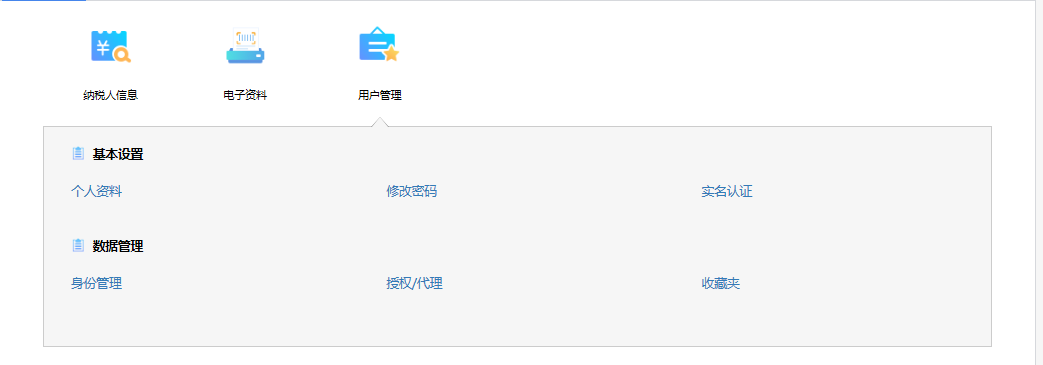 纳税人信息 电子资料 用户管理
基本设置
个人资料 修改密码 实名认证
数据管理
身份管理 授权/代理 收藏夹